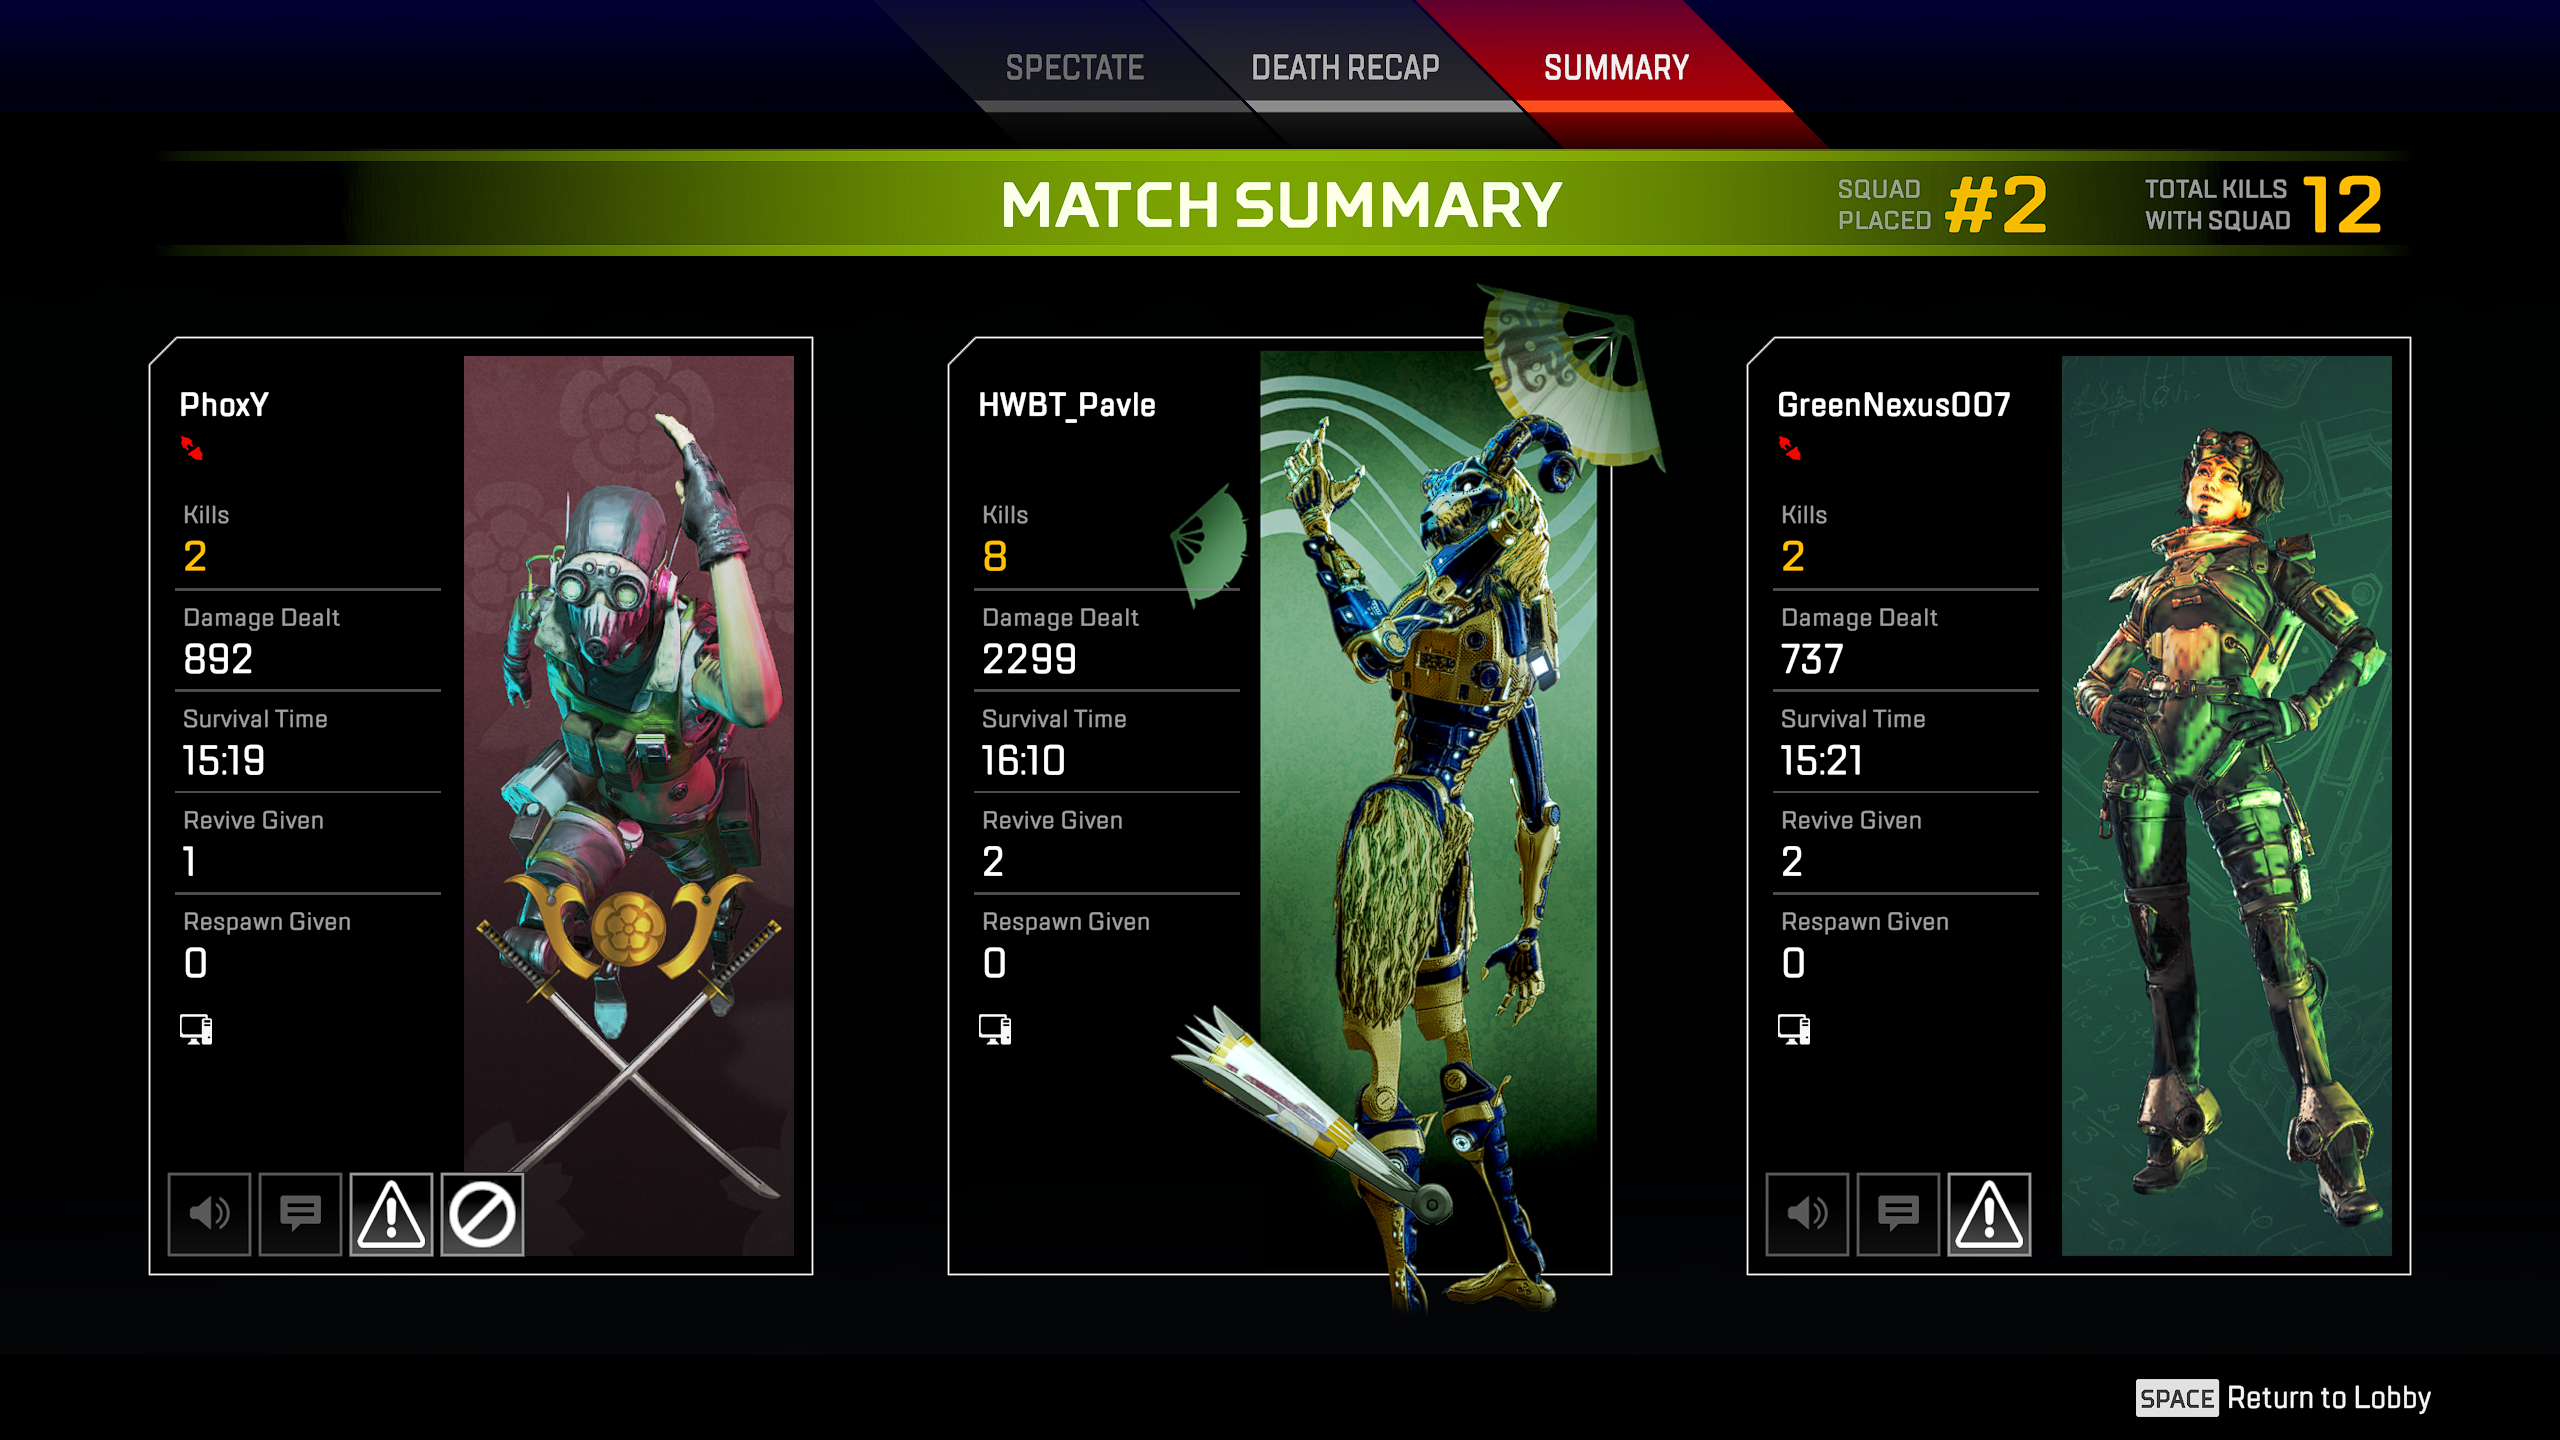 SPECTATE
DEATH RECAP
SUMMARY
MATCH SUMMARY
SQUAD
PLACED
#2
TOTAL KILLS
WITH SQUAD
12
PhoxY
Kills
2
Damage Dealt
892
Survival Time
15:19
Revive Given
1
Respawn Given
0
HWBT_Pavle
Kills
8
Damage Dealt
2299
Survival Time
16:10
Revive Given
2
Respawn Given
0
GreenNexus007
Kills
2
Damage Dealt
737
Survival Time
15:21
Revive Given
2
Respawn Given
0
SPACE Return to Lobby